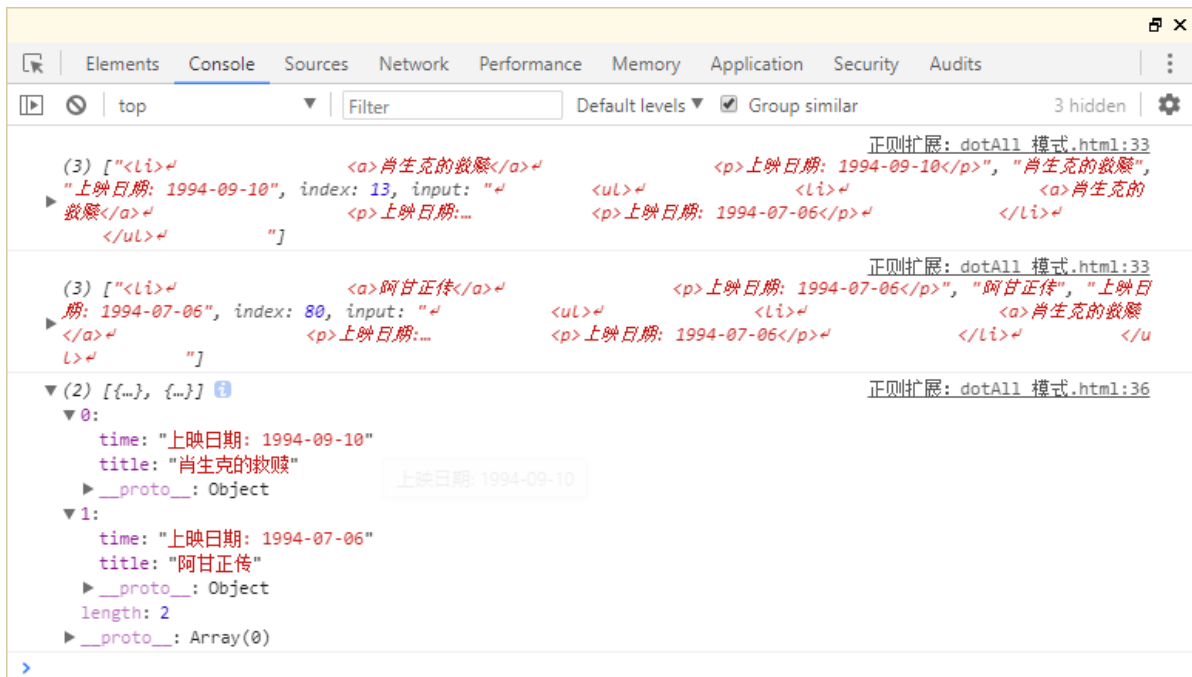 Elements Console Sources Network Performance Memory Application Security Audits
top Filter Default levels Group similar 3 hidden
正则扩展: dotAll 模式.html:33
(3) ["<li>↵ <a>肖生克的救赎</a>↵ <p>上映日期: 1994-09-10</p>", "肖生克的救赎",
"上映日期: 1994-09-10", index: 13, input: "↵ <ul>↵ <li>↵ <a>肖生克的
救赎</a>↵ <p>上映日期:… <p>上映日期: 1994-07-06</p>↵ </li>↵
</ul>↵ "]
正则扩展: dotAll 模式.html:33
(3) ["<li>↵ <a>阿甘正传</a>↵ <p>上映日期: 1994-07-06</p>", "阿甘正传", "上映日
期: 1994-07-06", index: 80, input: "↵ <ul>↵ <li>↵ <a>肖生克的救赎
</a>↵ <p>上映日期:… <p>上映日期: 1994-07-06</p>↵ </li>↵ </u
l>↵ "]
(2) [{…}, {…}] i 正则扩展: dotAll 模式.html:36
0:
time: "上映日期: 1994-09-10"
title: "肖生克的救赎"
上映日期: 1994-09-10
__proto__: Object
1:
time: "上映日期: 1994-07-06"
title: "阿甘正传"
__proto__: Object
length: 2
__proto__: Array(0)